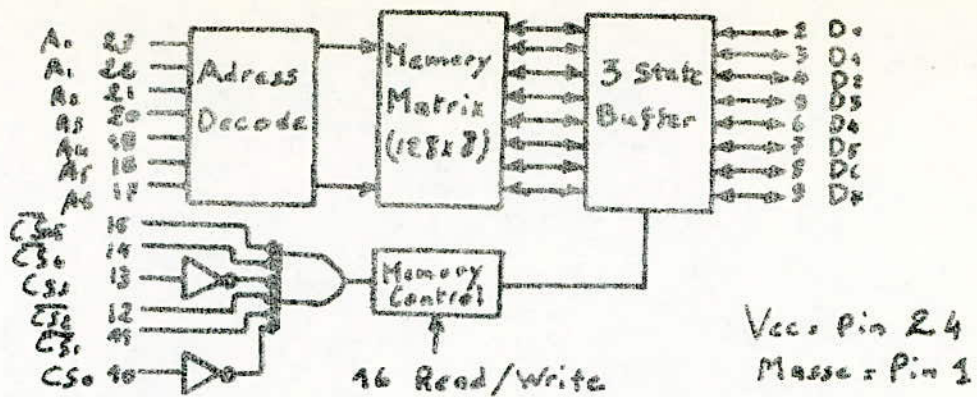 A0 23
A1 22
A2 21
A3 20
A4 19
A5 18
A6 17
Adress
Decode
Memory
Matrix
(128x8)
3 State
Buffer
2 D0
3 D1
4 D2
5 D3
6 D4
7 D5
8 D6
9 D7
CS5 15
CS4 14
CS3 13
CS2 12
CS1 11
CS0 10
Memory
Control
16 Read/Write
Vcc = Pin 24
Masse = Pin 1